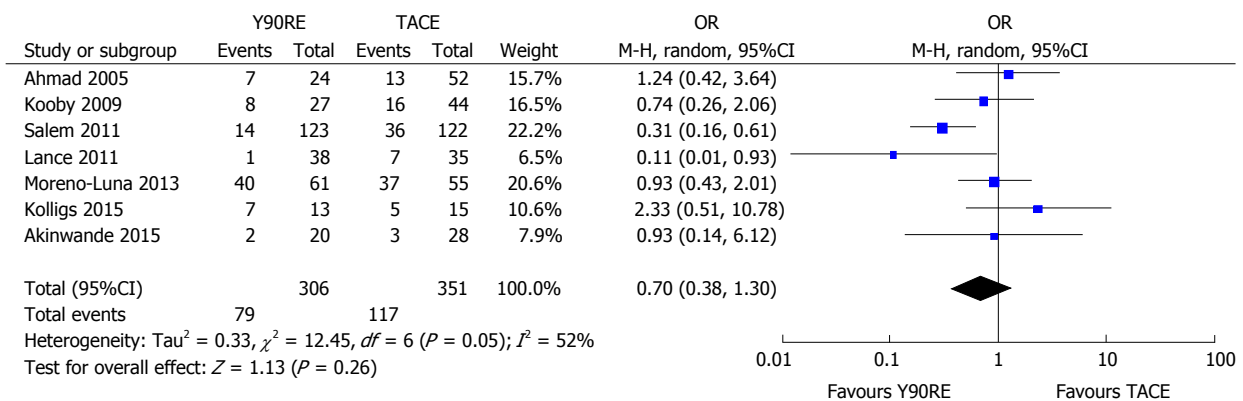 Y90RE TACE OR OR
Study or subgroup Events Total Events Total Weight M-H, random, 95%CI M-H, random, 95%CI
Ahmad 2005 7 24 13 52 15.7% 1.24 (0.42, 3.64)
Kooby 2009 8 27 16 44 16.5% 0.74 (0.26, 2.06)
Salem 2011 14 123 36 122 22.2% 0.31 (0.16, 0.61)
Lance 2011 1 38 7 35 6.5% 0.11 (0.01, 0.93)
Moreno-Luna 2013 40 61 37 55 20.6% 0.93 (0.43, 2.01)
Kolligs 2015 7 13 5 15 10.6% 2.33 (0.51, 10.78)
Akinwande 2015 2 20 3 28 7.9% 0.93 (0.14, 6.12)
Total (95%CI) 306 351 100.0% 0.70 (0.38, 1.30)
Total events 79 117
Heterogeneity: Tau² = 0.33, χ² = 12.45, df = 6 (P = 0.05); I² = 52%
Test for overall effect: Z = 1.13 (P = 0.26)
0.01 0.1 1 10 100
Favours Y90RE Favours TACE